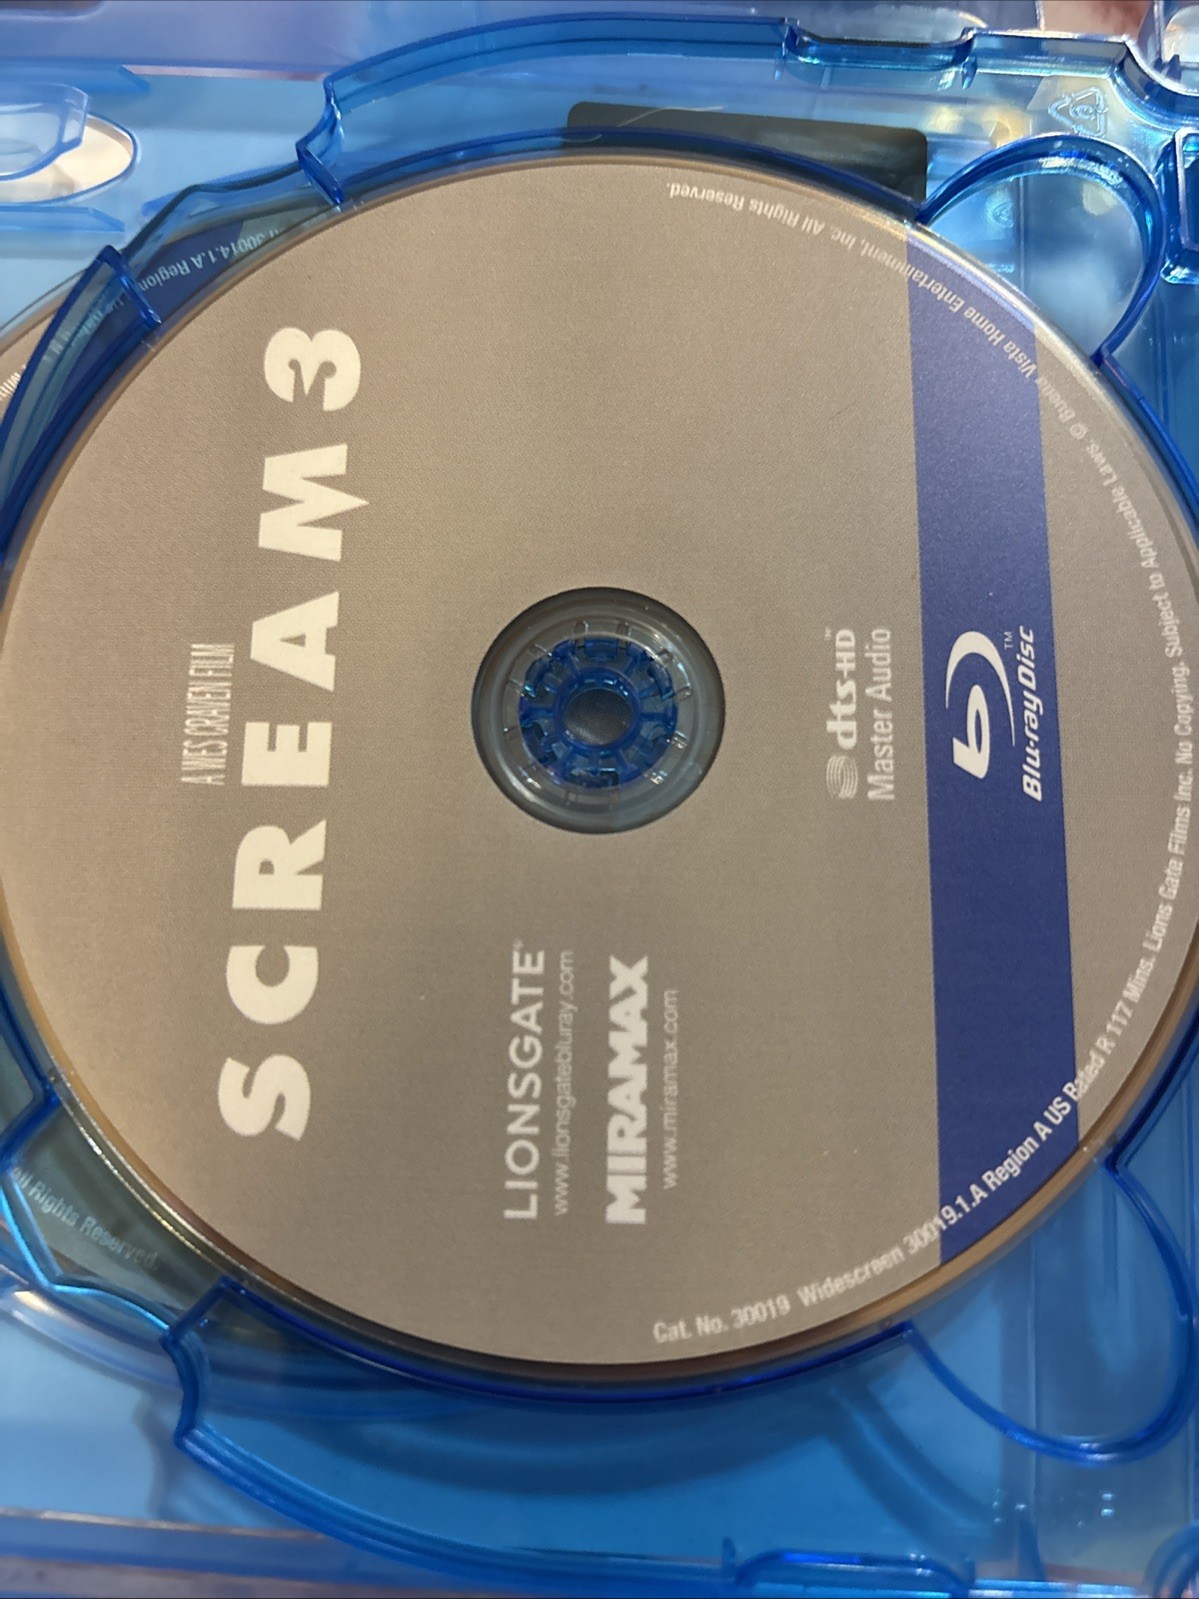 A WES CRAVEN FILM
SCREAM 3
LIONSGATE®
www.lionsgatebluray.com
MIRAMAX
www.miramax.com
dts-HD™
Master Audio
Blu-ray Disc™
Cat. No. 30019 Widescreen 30019.1.A Region A US Rated R 117 Mins. Lions Gate Films Inc. No Copying. Subject to Applicable Laws. © Buena Vista Home Entertainment, Inc. All Rights Reserved.
30014.1.A Region
All Rights Reserved.